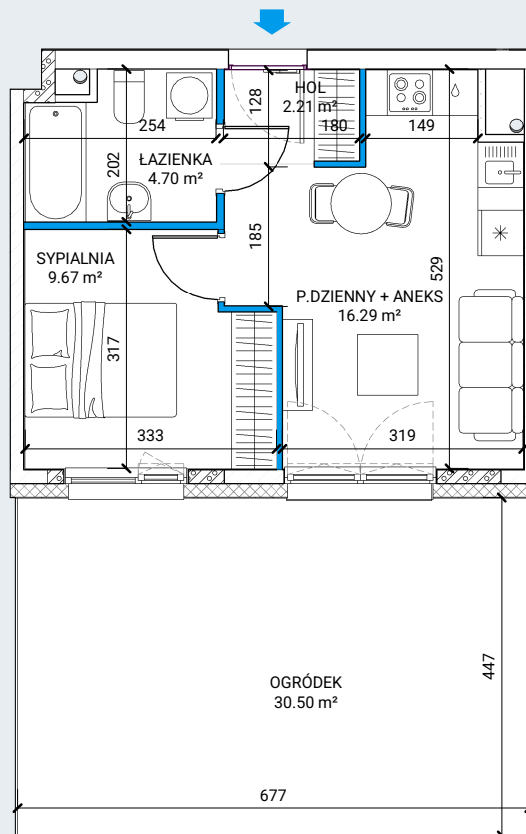 HOL
2.21 m²
128
254
180
149
ŁAZIENKA
4.70 m²
202
185
529
SYPIALNIA
9.67 m²
P.DZIENNY + ANEKS
16.29 m²
317
333
319
OGRÓDEK
30.50 m²
447
677